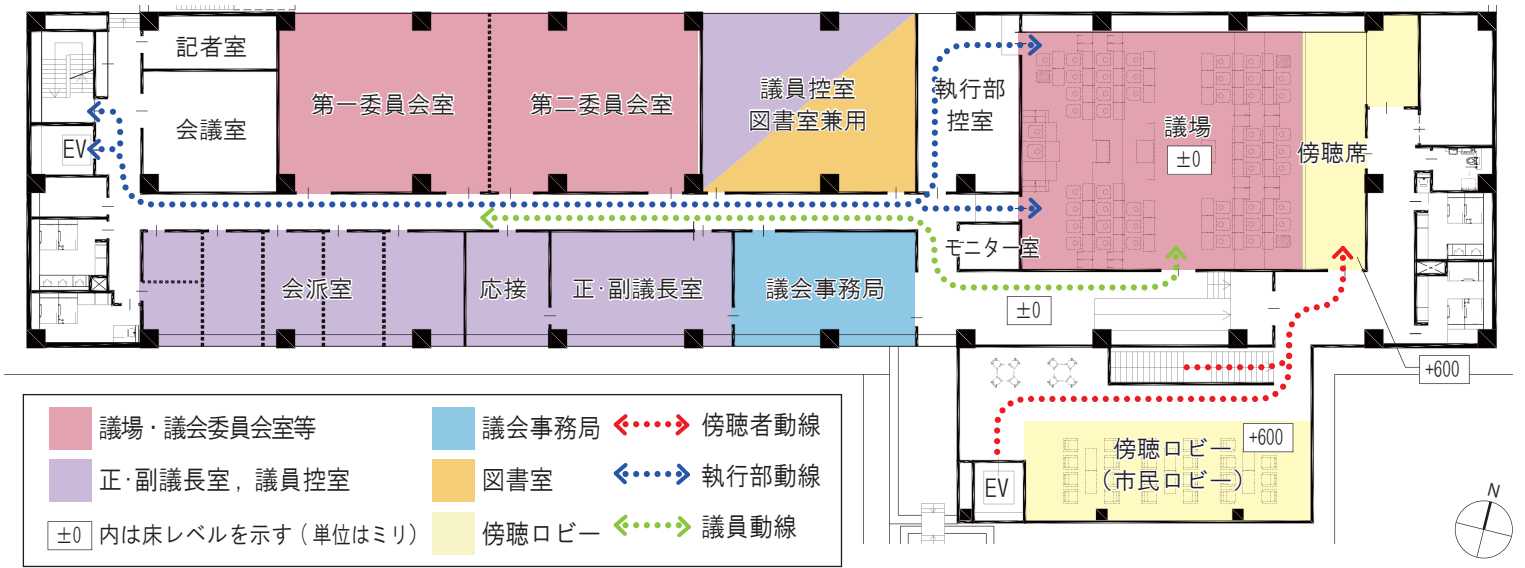 記者室
会議室
EV
第一委員会室
第二委員会室
議員控室
図書室兼用
執行部
控室
議場
±0
傍聴席
モニター室
会派室
応接
正・副議長室
議会事務局
±0
+600
傍聴ロビー
（市民ロビー）
+600
EV
議場・議会委員会室等
正・副議長室，議員控室
±0 内は床レベルを示す（単位はミリ）
議会事務局
図書室
傍聴ロビー
傍聴者動線
執行部動線
議員動線
N